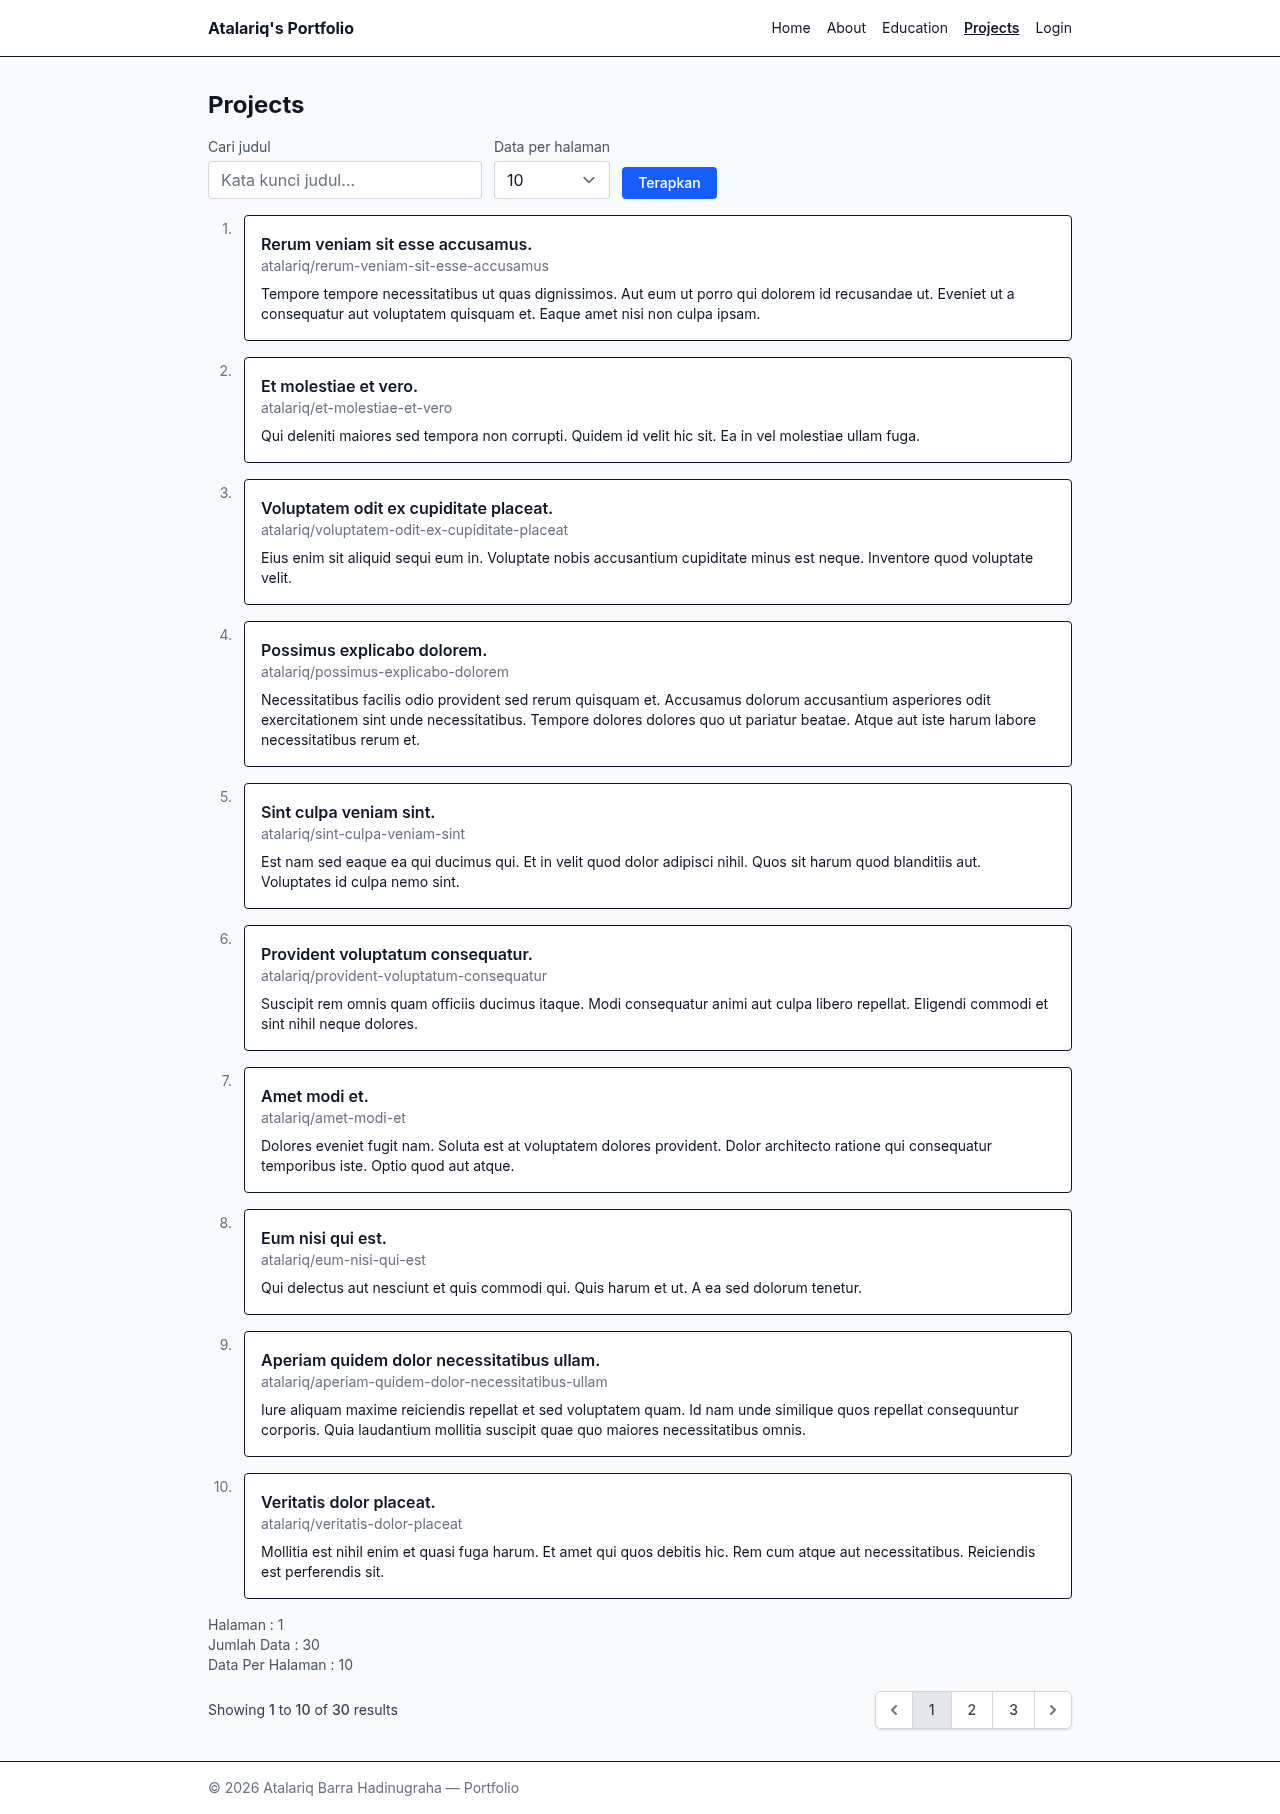 Atalariq's Portfolio
Home About Education Projects Login
Projects
Cari judul
Data per halaman
Kata kunci judul...
10
Terapkan
1.
Rerum veniam sit esse accusamus.
atalariq/rerum-veniam-sit-esse-accusamus
Tempore tempore necessitatibus ut quas dignissimos. Aut eum ut porro qui dolorem id recusandae ut. Eveniet ut a
consequatur aut voluptatem quisquam et. Eaque amet nisi non culpa ipsam.
2.
Et molestiae et vero.
atalariq/et-molestiae-et-vero
Qui deleniti maiores sed tempora non corrupti. Quidem id velit hic sit. Ea in vel molestiae ullam fuga.
3.
Voluptatem odit ex cupiditate placeat.
atalariq/voluptatem-odit-ex-cupiditate-placeat
Eius enim sit aliquid sequi eum in. Voluptate nobis accusantium cupiditate minus est neque. Inventore quod voluptate
velit.
4.
Possimus explicabo dolorem.
atalariq/possimus-explicabo-dolorem
Necessitatibus facilis odio provident sed rerum quisquam et. Accusamus dolorum accusantium asperiores odit
exercitationem sint unde necessitatibus. Tempore dolores dolores quo ut pariatur beatae. Atque aut iste harum labore
necessitatibus rerum et.
5.
Sint culpa veniam sint.
atalariq/sint-culpa-veniam-sint
Est nam sed eaque ea qui ducimus qui. Et in velit quod dolor adipisci nihil. Quos sit harum quod blanditiis aut.
Voluptates id culpa nemo sint.
6.
Provident voluptatum consequatur.
atalariq/provident-voluptatum-consequatur
Suscipit rem omnis quam officiis ducimus itaque. Modi consequatur animi aut culpa libero repellat. Eligendi commodi et
sint nihil neque dolores.
7.
Amet modi et.
atalariq/amet-modi-et
Dolores eveniet fugit nam. Soluta est at voluptatem dolores provident. Dolor architecto ratione qui consequatur
temporibus iste. Optio quod aut atque.
8.
Eum nisi qui est.
atalariq/eum-nisi-qui-est
Qui delectus aut nesciunt et quis commodi qui. Quis harum et ut. A ea sed dolorum tenetur.
9.
Aperiam quidem dolor necessitatibus ullam.
atalariq/aperiam-quidem-dolor-necessitatibus-ullam
Iure aliquam maxime reiciendis repellat et sed voluptatem quam. Id nam unde similique quos repellat consequuntur
corporis. Quia laudantium mollitia suscipit quae quo maiores necessitatibus omnis.
10.
Veritatis dolor placeat.
atalariq/veritatis-dolor-placeat
Mollitia est nihil enim et quasi fuga harum. Et amet qui quos debitis hic. Rem cum atque aut necessitatibus. Reiciendis
est perferendis sit.
Halaman : 1
Jumlah Data : 30
Data Per Halaman : 10
Showing 1 to 10 of 30 results
1 2 3
© 2026 Atalariq Barra Hadinugraha — Portfolio